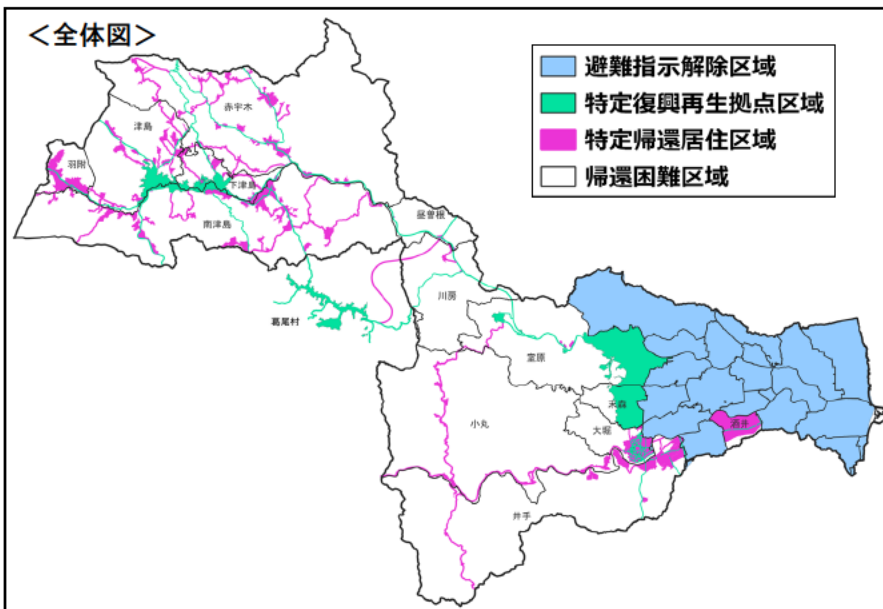 ＜全体図＞
避難指示解除区域
特定復興再生拠点区域
特定帰還居住区域
帰還困難区域
赤宇木
津島
羽附
下津島
南津島
昼曽根
川房
葛尾村
室原
末森
小丸
大堀
酒井
井手